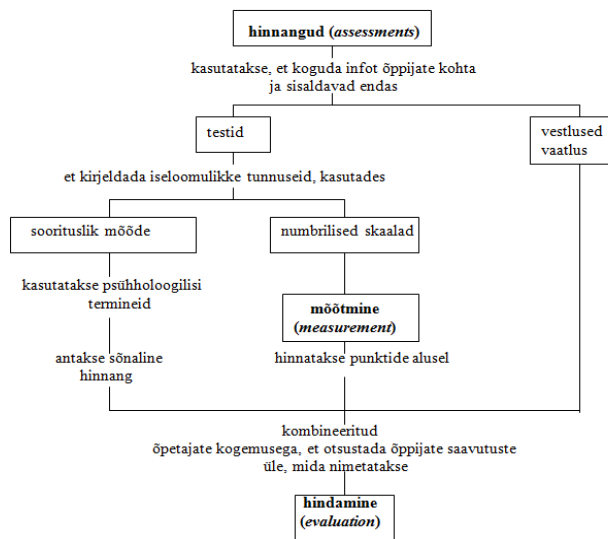 hinnangud (assessments)
kasutatakse, et koguda infot õppijate kohta
ja sisaldavad endas
testid
vestlused
vaatlus
et kirjeldada iseloomulikke tunnuseid, kasutades
soorituslik mõõde
numbrilised skaalad
kasutatakse psühholoogilisi
termineid
mõõtmine
(measurement)
antakse sõnaline
hinnang
hinnatakse punktide alusel
kombineeritud
õpetajate kogemusega, et otsustada õppijate saavutuste
üle, mida nimetatakse
hindamine
(evaluation)